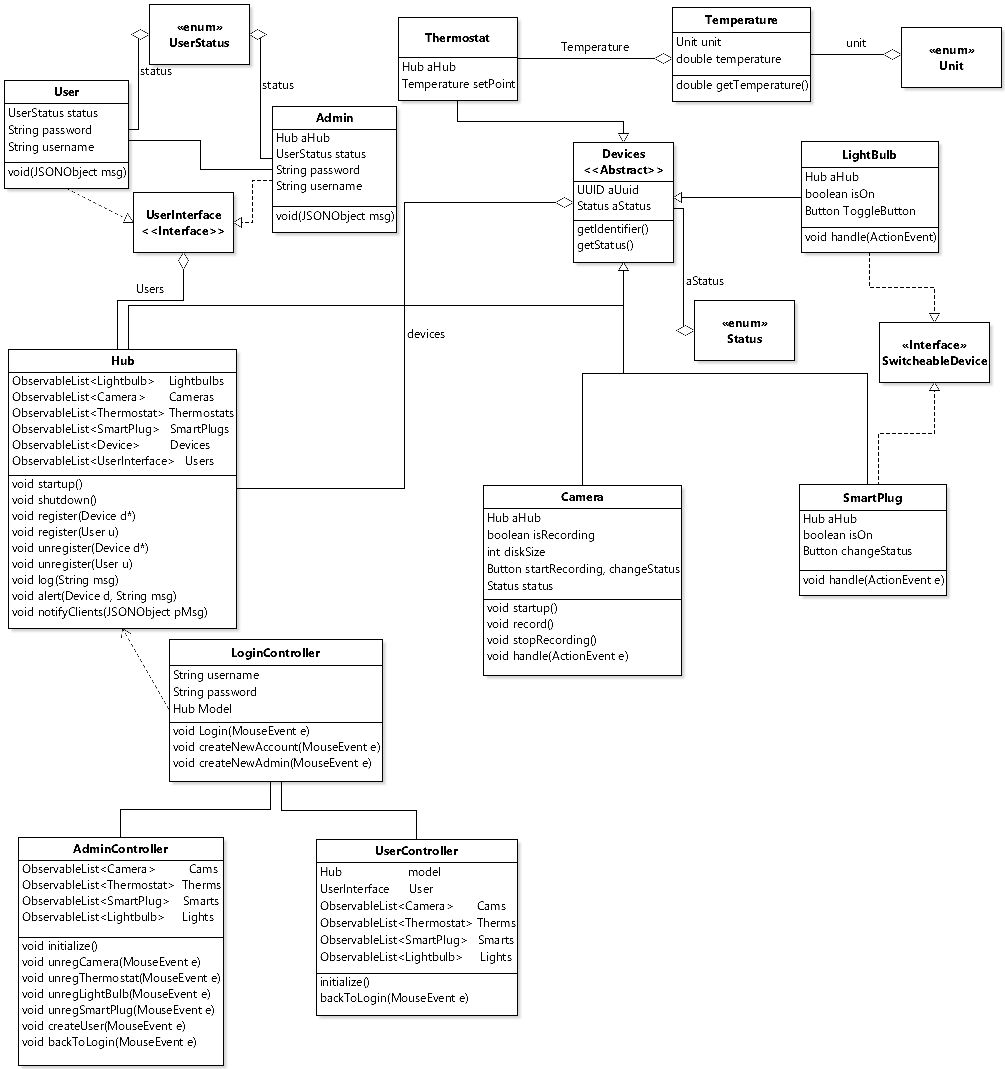 «enum»
UserStatus
status
status
User
UserStatus status
String password
String username
void(JSONObject msg)
Admin
Hub aHub
UserStatus status
String password
String username
void(JSONObject msg)
UserInterface
<<Interface>>
Users
Thermostat
Hub aHub
Temperature setPoint
Temperature
Temperature
Unit unit
double temperature
double getTemperature()
unit
«enum»
Unit
Devices
<<Abstract>>
UUID aUuid
Status aStatus
getIdentifier()
getStatus()
LightBulb
Hub aHub
boolean isOn
Button ToggleButton
void handle(ActionEvent)
aStatus
«enum»
Status
«Interface»
SwitcheableDevice
devices
Hub
ObservableList<Lightbulb> Lightbulbs
ObservableList<Camera> Cameras
ObservableList<Thermostat> Thermostats
ObservableList<SmartPlug> SmartPlugs
ObservableList<Device> Devices
ObservableList<UserInterface> Users
void startup()
void shutdown()
void register(Device d*)
void register(User u)
void unregister(Device d*)
void unregister(User u)
void log(String msg)
void alert(Device d, String msg)
void notifyClients(JSONObject pMsg)
Camera
Hub aHub
boolean isRecording
int diskSize
Button startRecording, changeStatus
Status status
void startup()
void record()
void stopRecording()
void handle(ActionEvent e)
SmartPlug
Hub aHub
boolean isOn
Button changeStatus
void handle(ActionEvent e)
LoginController
String username
String password
Hub Model
void Login(MouseEvent e)
void createNewAccount(MouseEvent e)
void createNewAdmin(MouseEvent e)
AdminController
ObservableList<Camera> Cams
ObservableList<Thermostat> Therms
ObservableList<SmartPlug> Smarts
ObservableList<Lightbulb> Lights
void initialize()
void unregCamera(MouseEvent e)
void unregThermostat(MouseEvent e)
void unregLightBulb(MouseEvent e)
void unregSmartPlug(MouseEvent e)
void createUser(MouseEvent e)
void backToLogin(MouseEvent e)
UserController
Hub model
UserInterface User
ObservableList<Camera> Cams
ObservableList<Thermostat> Therms
ObservableList<SmartPlug> Smarts
ObservableList<Lightbulb> Lights
initialize()
backToLogin(MouseEvent e)